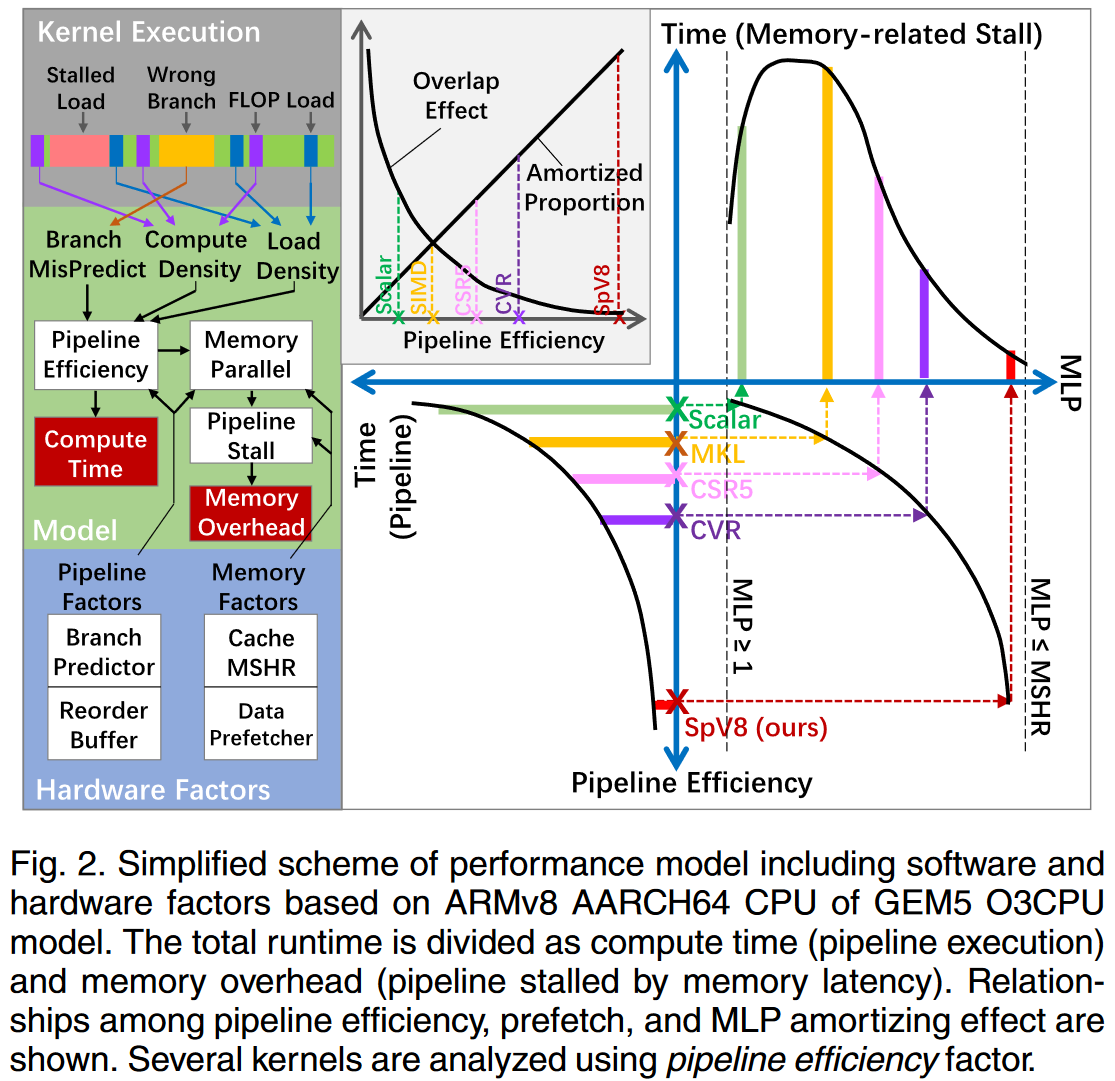 Kernel Execution
Stalled
Load
Wrong
Branch
FLOP
Load
Branch
MisPredict
Compute
Density
Load
Density
Pipeline
Efficiency
Memory
Parallel
Compute
Time
Pipeline
Stall
Memory
Overhead
Model
Pipeline
Factors
Memory
Factors
Branch
Predictor
Cache
MSHR
Reorder
Buffer
Data
Prefetcher
Hardware Factors
Overlap
Effect
Amortized
Proportion
Scalar
SIMD
CSR5
CVR
SpV8
Pipeline Efficiency
Time (Memory-related Stall)
MLP
Time
(Pipeline)
Scalar
MKL
CSR5
CVR
SpV8 (ours)
MLP ≥ 1
MLP ≤ MSHR
Pipeline Efficiency
Fig. 2. Simplified scheme of performance model including software and
hardware factors based on ARMv8 AARCH64 CPU of GEM5 O3CPU
model. The total runtime is divided as compute time (pipeline execution)
and memory overhead (pipeline stalled by memory latency). Relation-
ships among pipeline efficiency, prefetch, and MLP amortizing effect are
shown. Several kernels are analyzed using pipeline efficiency factor.